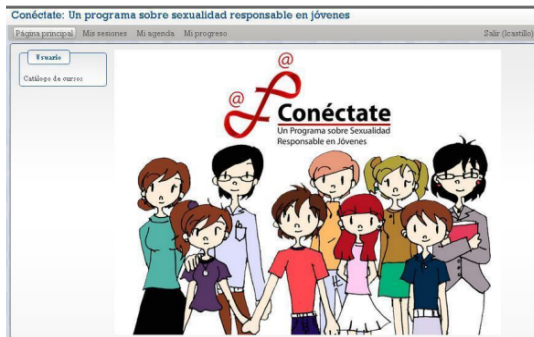 Conéctate: Un programa sobre sexualidad responsable en jóvenes
Página principal Mis sesiones Mi agenda Mi progreso Salir (lcastillo)
Usuario
Catálogo de cursos
@
@
Conéctate
Un Programa sobre Sexualidad
Responsable en Jóvenes